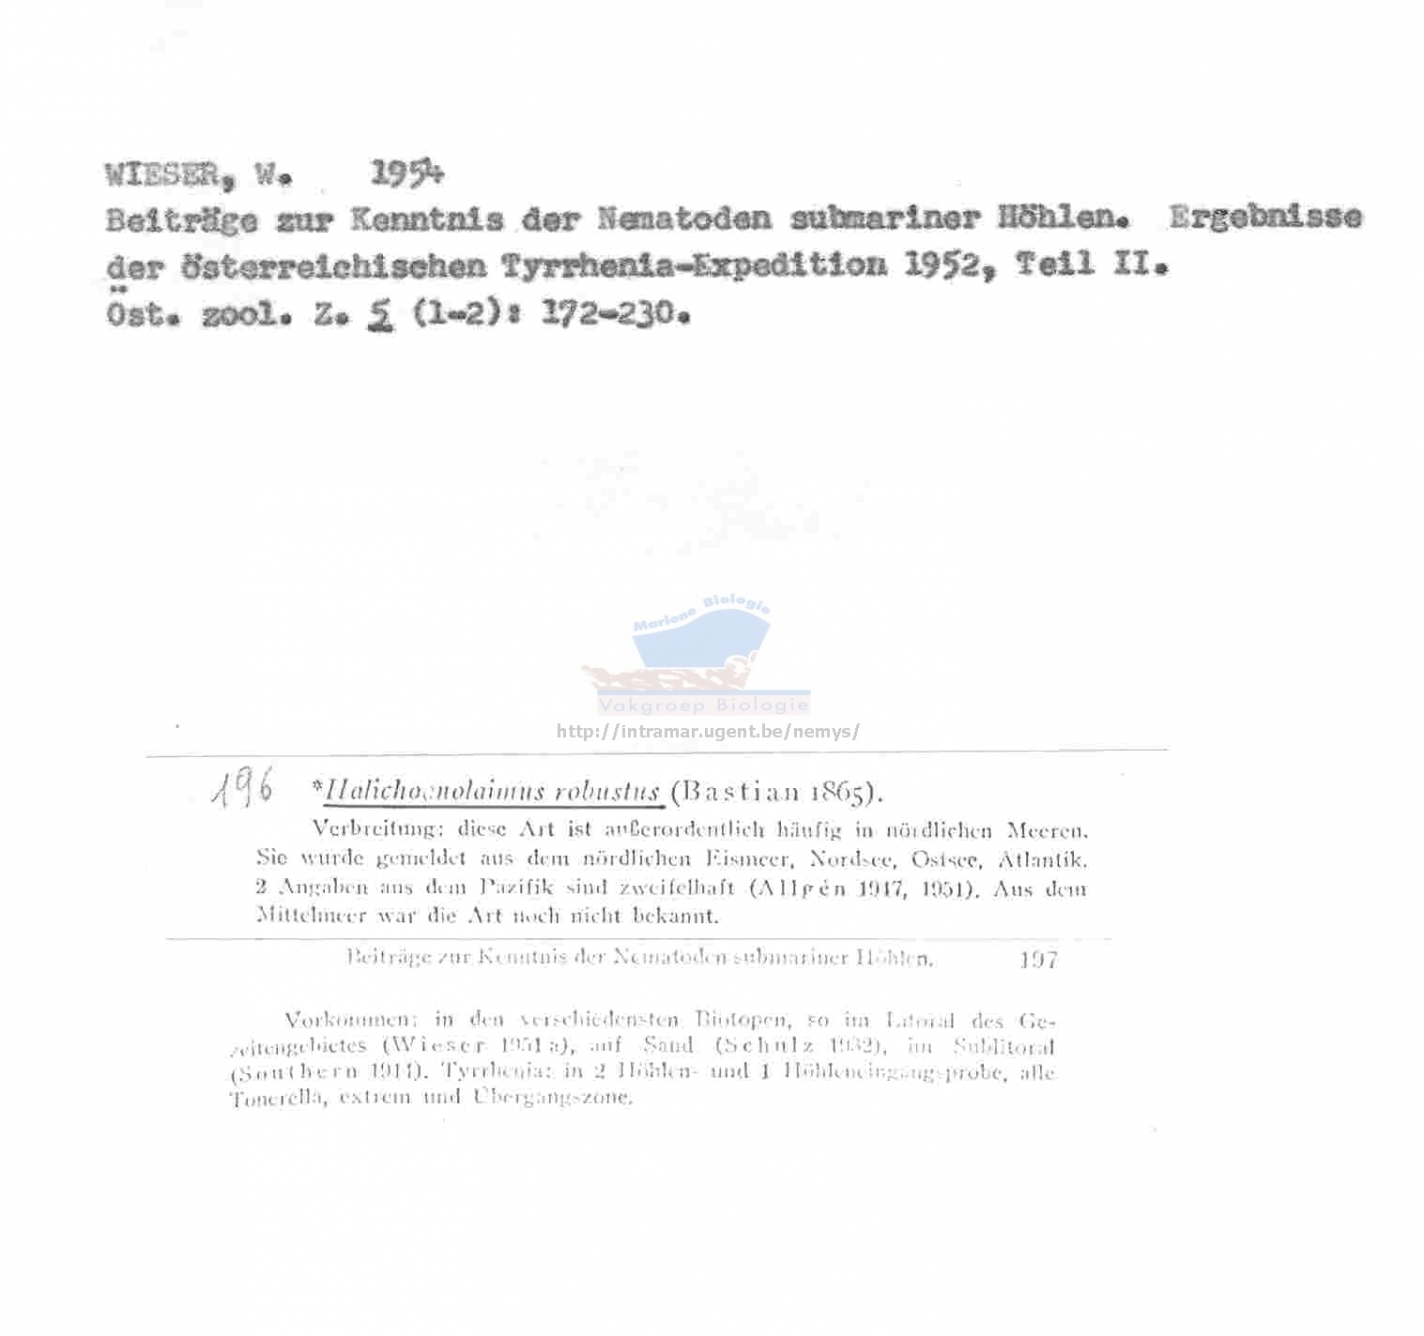 WIESER, W. 1954
Beiträge zur Kenntnis der Nematoden submariner Höhlen. Ergebnisse
der österreichischen Tyrrhenia-Expedition 1952, Teil II.
Öst. zool. Z. 5 (1-2): 172-230.
Mariene Biologie
Vakgroep Biologie
http://intramar.ugent.be/nemys/
196 *Halichoanolaimus robustus (Bastian 1865).
Verbreitung: diese Art ist außerordentlich häufig in nördlichen Meeren.
Sie wurde gemeldet aus dem nördlichen Eismeer, Nordsee, Ostsee, Atlantik.
2 Angaben aus dem Pazifik sind zweifelhaft (Allgén 1947, 1951). Aus dem
Mittelmeer war die Art noch nicht bekannt.
Beiträge zur Kenntnis der Nematoden submariner Höhlen. 197
Vorkommen: in den verschiedensten Biotopen, so im Litoral des Ge-
zeitengebietes (Wieser 1951a), auf Sand (Schulz 1932), im Sublitoral
(Southern 1914). Tyrrhenia: in 2 Höhlen- und 1 Höhleneingangsprobe, alle
Tonerella, extrem und Übergangszone.